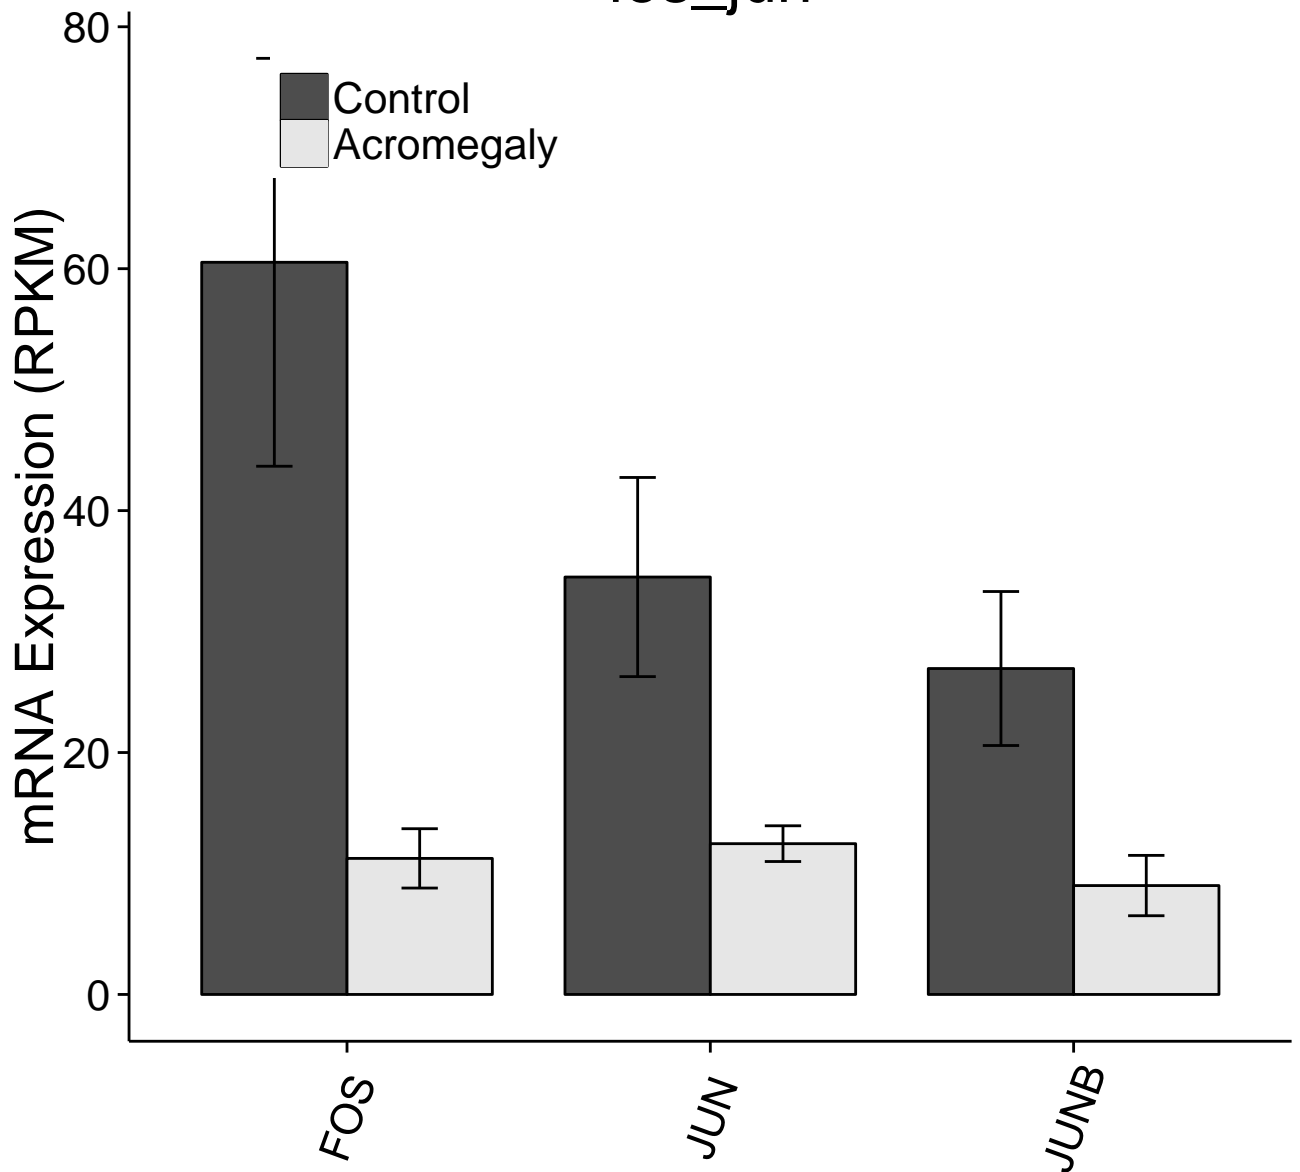 80
Control
Acromegaly
60
40
20
0
mRNA Expression (RPKM)
FOS
JUN
JUNB